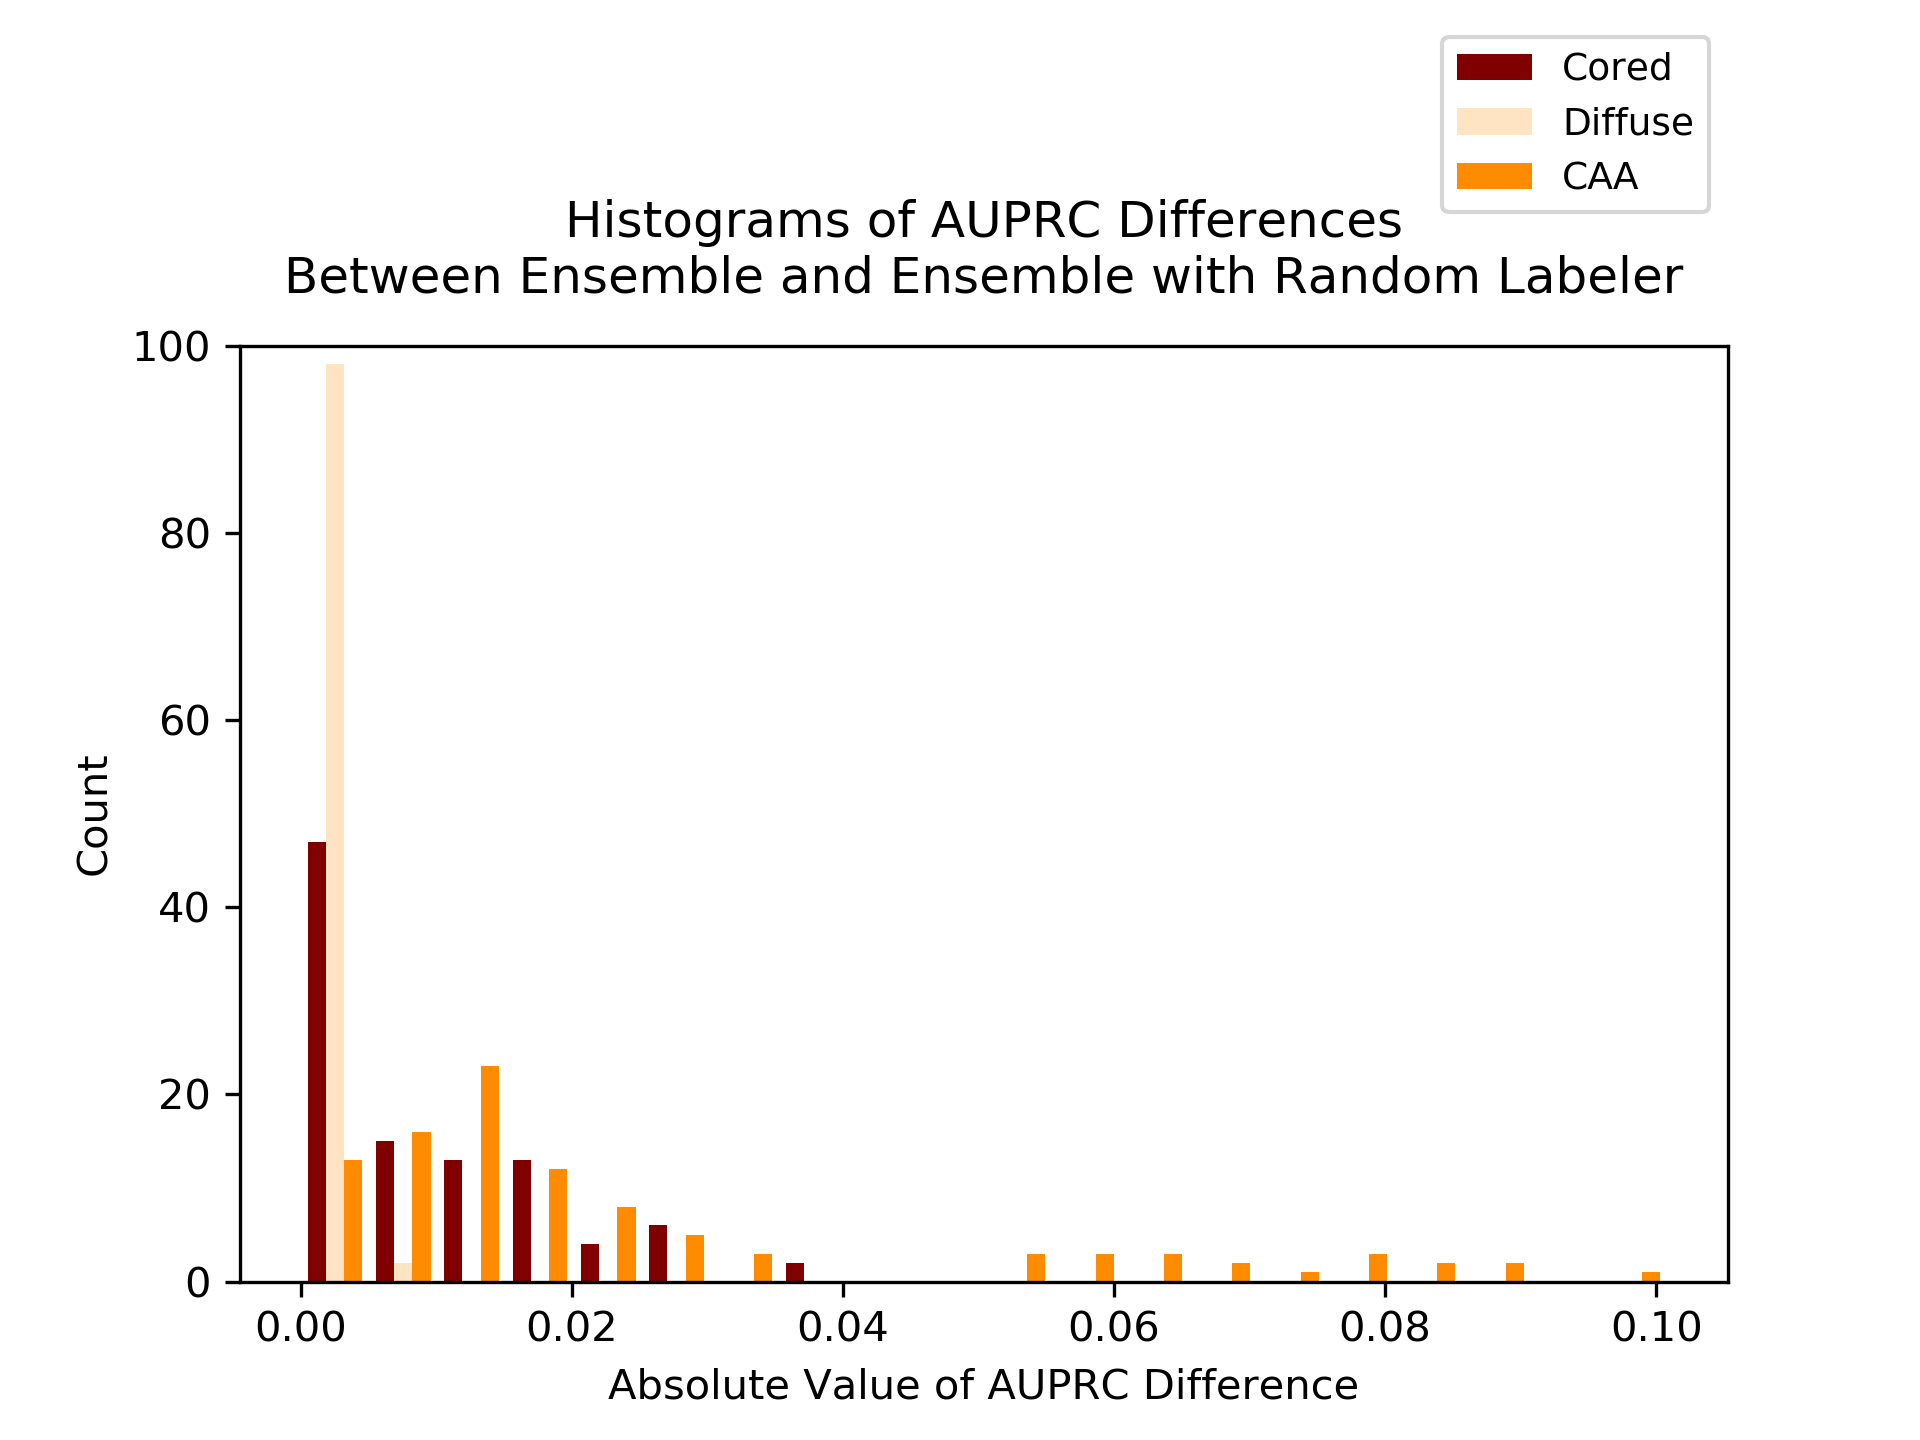 Cored
Diffuse
CAA
Histograms of AUPRC Differences
Between Ensemble and Ensemble with Random Labeler
100
80
60
40
20
0
Count
0.00 0.02 0.04 0.06 0.08 0.10
Absolute Value of AUPRC Difference